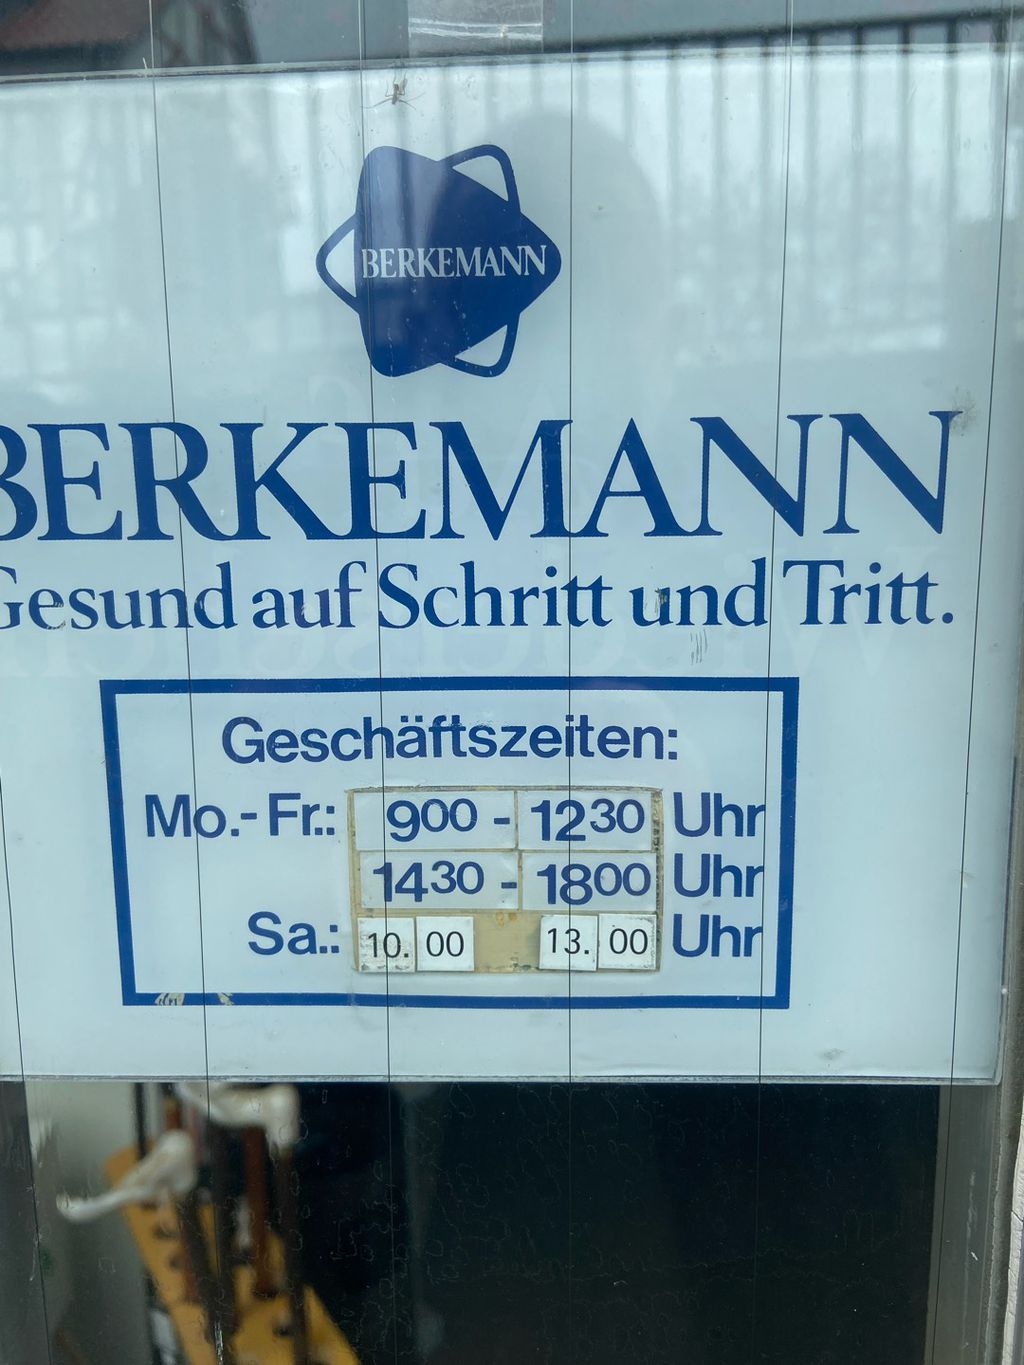 BERKEMANN
BERKEMANN
Gesund auf Schritt und Tritt.
Geschäftszeiten:
Mo.- Fr.: 900 - 1230 Uhr
1430 - 1800 Uhr
Sa.: 10. 00 13. 00 Uhr